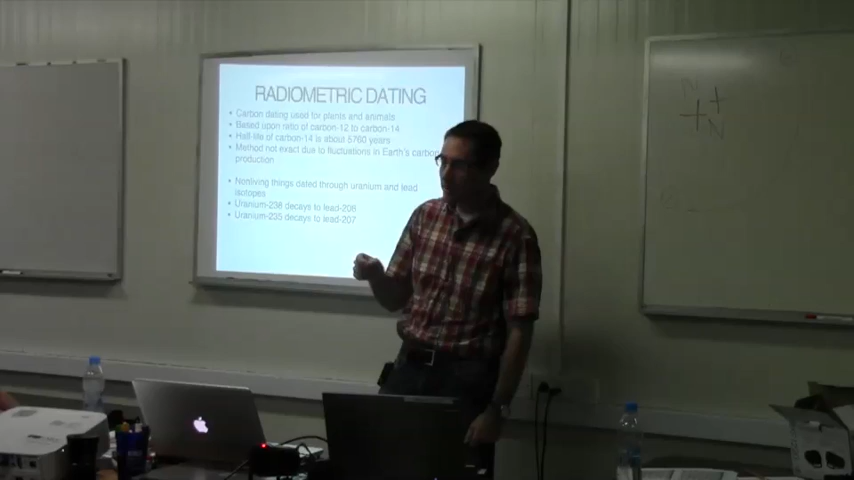 RADIOMETRIC DATING
• Carbon dating used for plants and animals
• Based upon ratio of carbon-12 to carbon-14
• Half-life of carbon-14 is about 5760 years
• Method not exact due to fluctuations in Earth's carbon
production
• Nonliving things dated through uranium and lead
isotopes
• Uranium-238 decays to lead-206
• Uranium-235 decays to lead-207
N
N